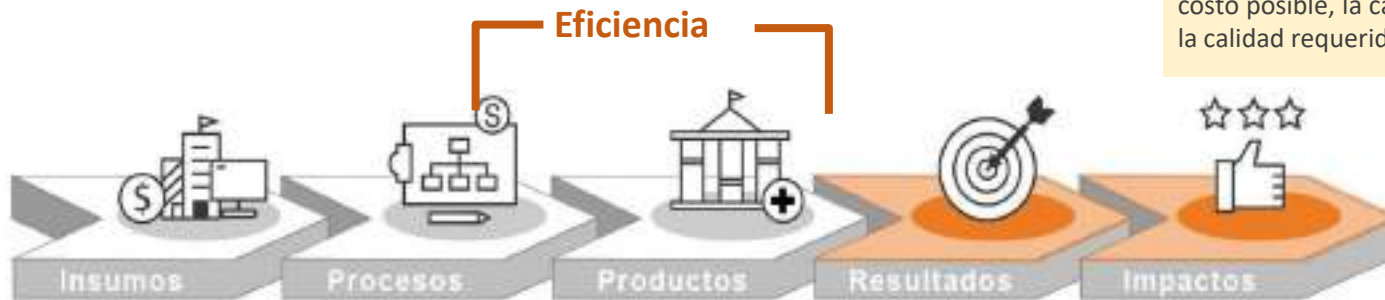 Eficiencia
costo posible, la ca
la calidad requerid
$
S
Insumos
Procesos
Productos
Resultados
Impactos